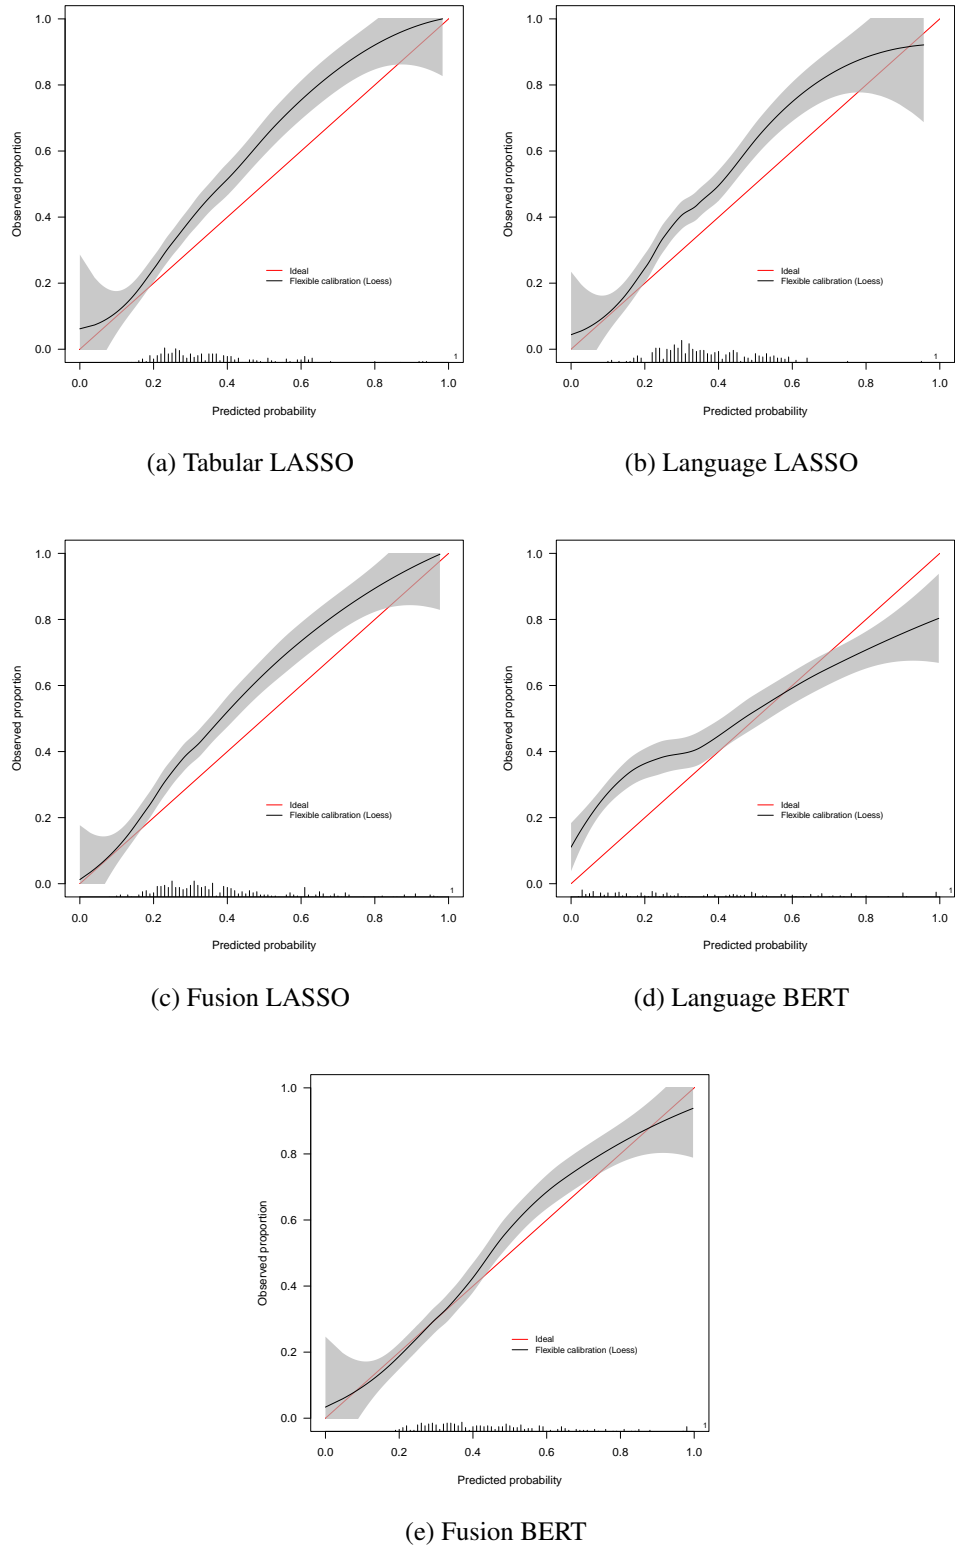 1.0
0.8
0.6
0.4
0.2
0.0
Observed proportion
Ideal
Flexible calibration (Loess)
1
0.0 0.2 0.4 0.6 0.8 1.0
Predicted probability
(a) Tabular LASSO
1.0
0.8
0.6
0.4
0.2
0.0
Observed proportion
Ideal
Flexible calibration (Loess)
1
0.0 0.2 0.4 0.6 0.8 1.0
Predicted probability
(b) Language LASSO
1.0
0.8
0.6
0.4
0.2
0.0
Observed proportion
Ideal
Flexible calibration (Loess)
1
0.0 0.2 0.4 0.6 0.8 1.0
Predicted probability
(c) Fusion LASSO
1.0
0.8
0.6
0.4
0.2
0.0
Observed proportion
Ideal
Flexible calibration (Loess)
1
0.0 0.2 0.4 0.6 0.8 1.0
Predicted probability
(d) Language BERT
1.0
0.8
0.6
0.4
0.2
0.0
Observed proportion
Ideal
Flexible calibration (Loess)
1
0.0 0.2 0.4 0.6 0.8 1.0
Predicted probability
(e) Fusion BERT